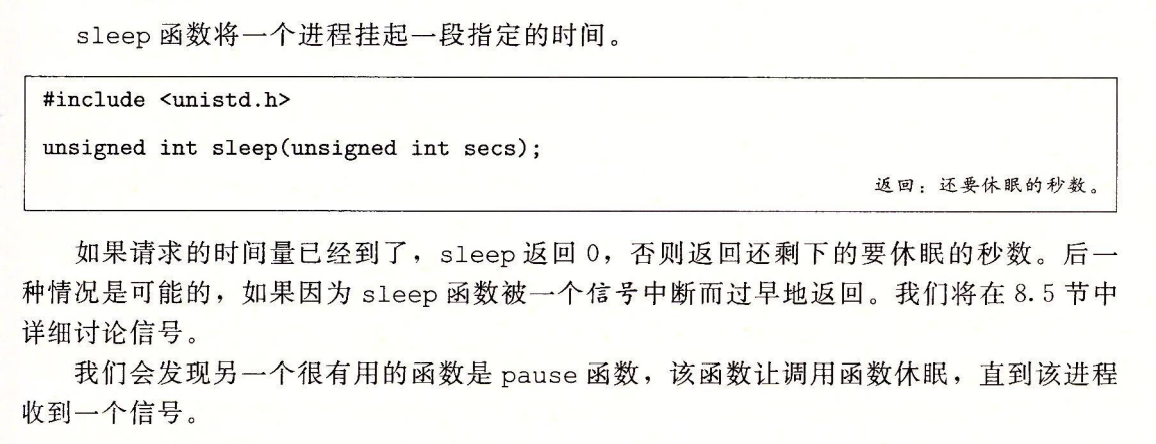 sleep 函数将一个进程挂起一段指定的时间。
#include <unistd.h>
unsigned int sleep(unsigned int secs);
返回：还要休眠的秒数。
如果请求的时间量已经到了，sleep 返回 0，否则返回还剩下的要休眠的秒数。后一
种情况是可能的，如果因为 sleep 函数被一个信号中断而过早地返回。我们将在 8.5 节中
详细讨论信号。
我们会发现另一个很有用的函数是 pause 函数，该函数让调用函数休眠，直到该进程
收到一个信号。